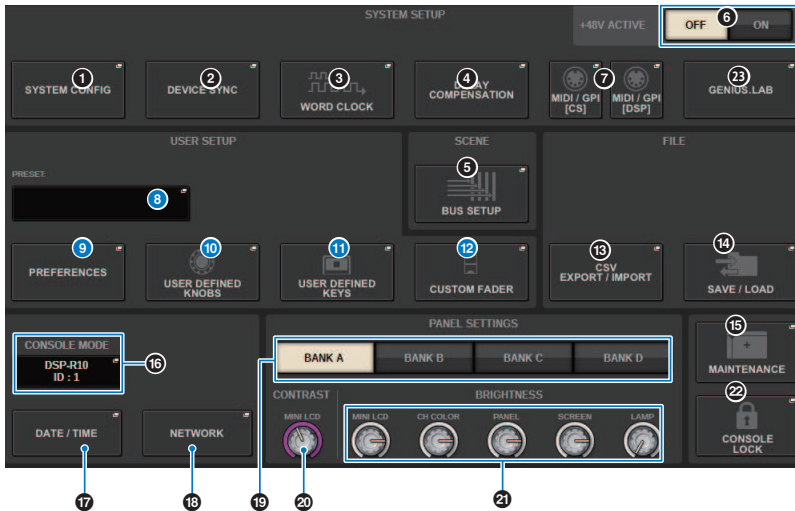 SYSTEM SETUP
+48V ACTIVE
OFF
6
ON
1
SYSTEM CONFIG
2
DEVICE SYNC
3
WORD CLOCK
4
DELAY
COMPENSATION
7
MIDI / GPI
[CS]
MIDI / GPI
[DSP]
23
GENIUS.LAB
USER SETUP
SCENE
FILE
PRESET:
8
5
BUS SETUP
9
PREFERENCES
10
USER DEFINED
KNOBS
11
USER DEFINED
KEYS
12
CUSTOM FADER
13
CSV
EXPORT / IMPORT
14
SAVE / LOAD
CONSOLE MODE
DSP-R10
ID : 1
16
PANEL SETTINGS
BANK A
BANK B
BANK C
BANK D
15
MAINTENANCE
CONTRAST
BRIGHTNESS
MINI LCD
MINI LCD
CH COLOR
PANEL
SCREEN
LAMP
22
CONSOLE
LOCK
DATE / TIME
NETWORK
17
18
19
20
21